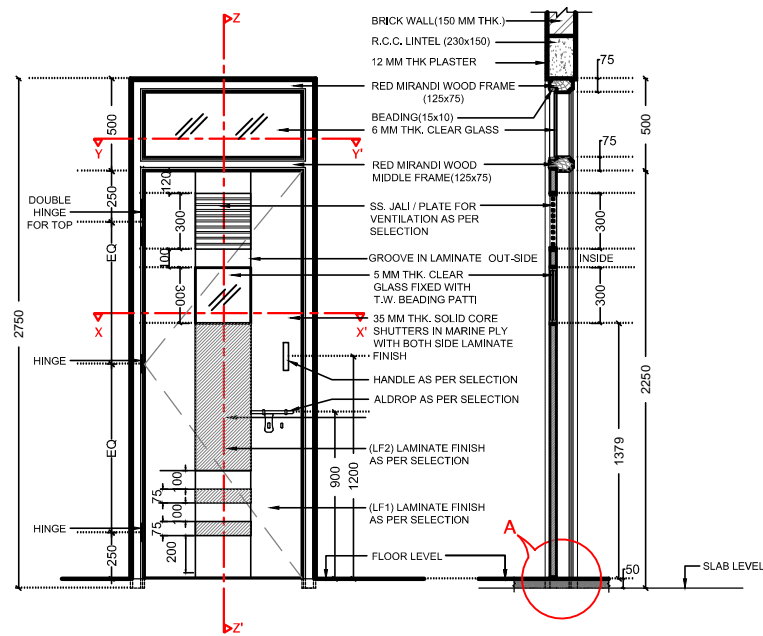 Z
BRICK WALL(150 MM THK.)
R.C.C. LINTEL (230x150)
12 MM THK PLASTER
75
RED MIRANDI WOOD FRAME
(125x75)
BEADING(15x10)
6 MM THK. CLEAR GLASS
500
500
Y
Y'
75
RED MIRANDI WOOD
MIDDLE FRAME(125x75)
120
250
DOUBLE
HINGE
FOR TOP
300
SS. JALI / PLATE FOR
VENTILATION AS PER
SELECTION
300
EQ
100
GROOVE IN LAMINATE
OUT-SIDE
INSIDE
5 MM THK. CLEAR
GLASS FIXED WITH
T.W. BEADING PATTI
300
300
2750
X
X'
35 MM THK. SOLID CORE
SHUTTERS IN MARINE PLY
WITH BOTH SIDE LAMINATE
FINISH
HINGE
HANDLE AS PER SELECTION
2250
ALDROP AS PER SELECTION
EQ
(LF2) LAMINATE FINISH
AS PER SELECTION
1379
900
1200
100
75
100
75
(LF1) LAMINATE FINISH
AS PER SELECTION
HINGE
A
250
200
FLOOR LEVEL
50
SLAB LEVEL
Z'